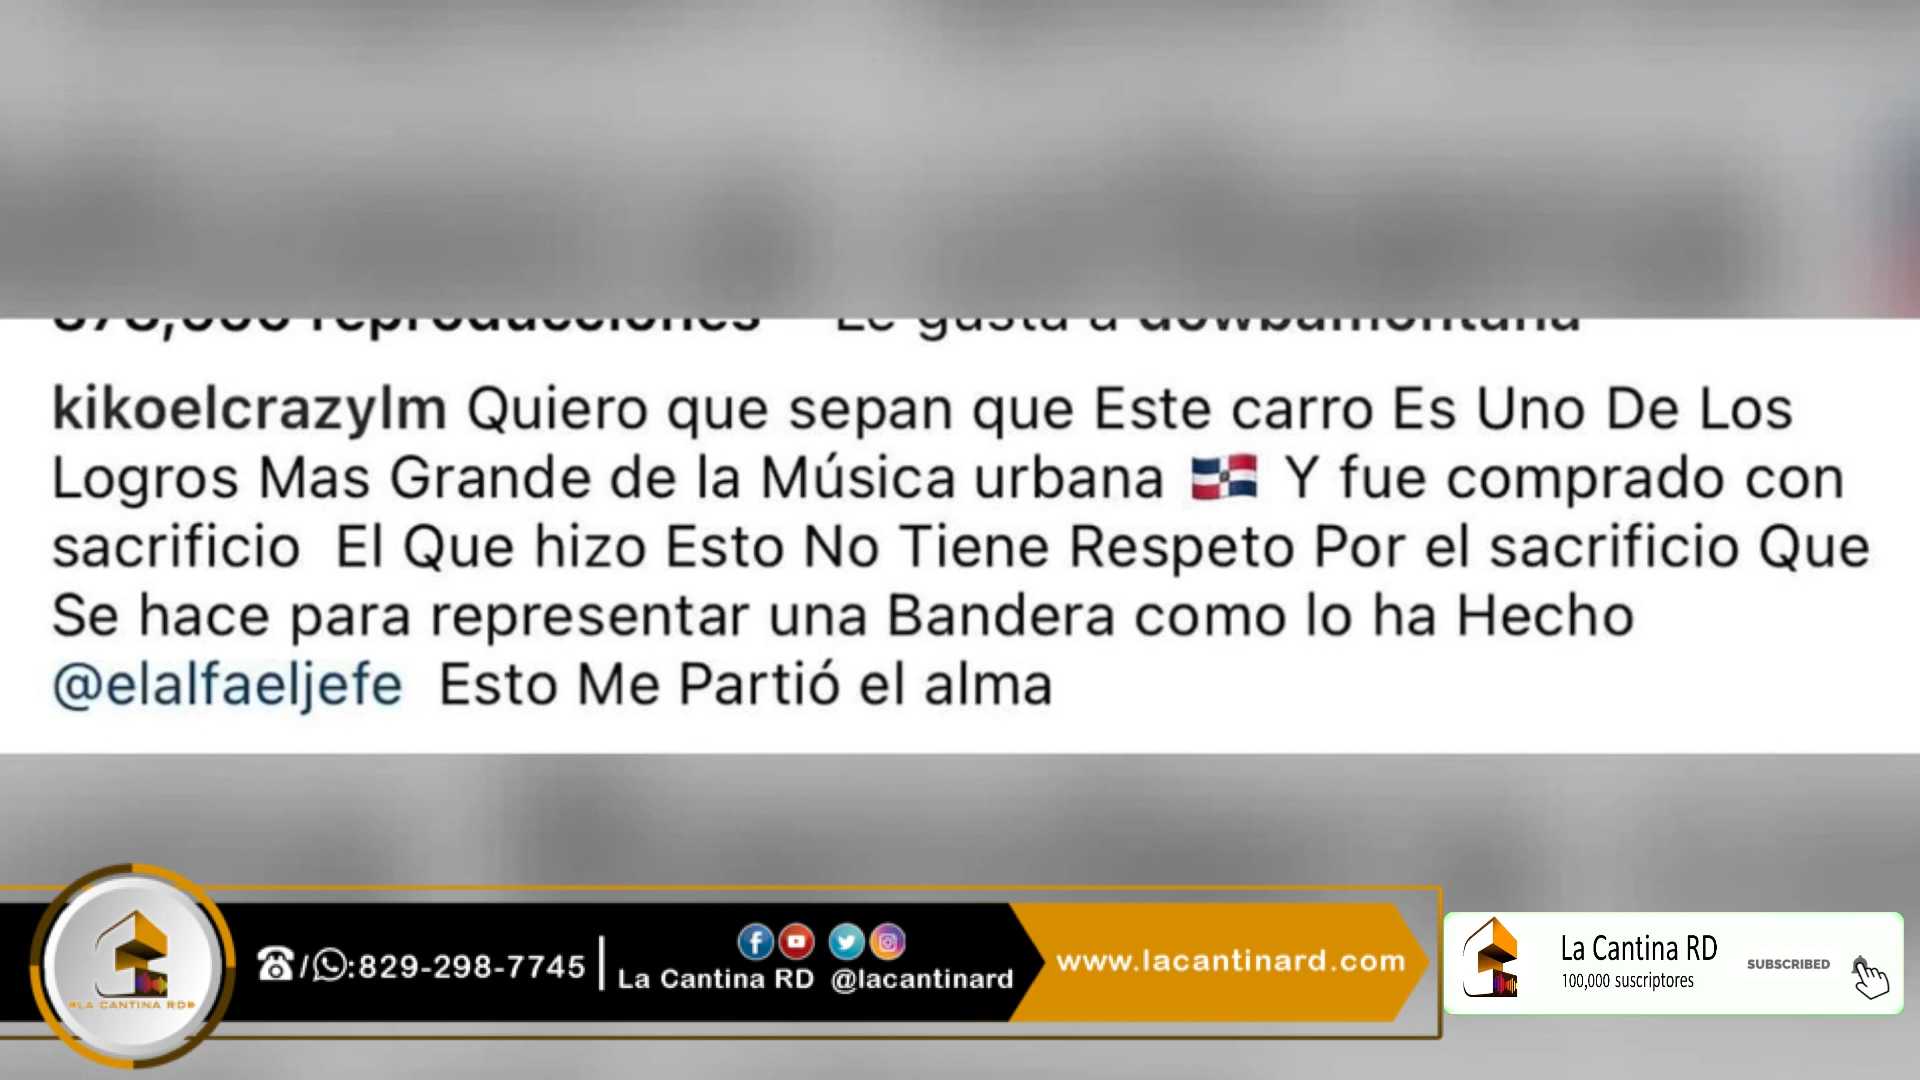 reproducciones Le gusta a
kikoelcrazylm Quiero que sepan que Este carro Es Uno De Los
Logros Mas Grande de la Música urbana 🇩🇴 Y fue comprado con
sacrificio El Que hizo Esto No Tiene Respeto Por el sacrificio Que
Se hace para representar una Bandera como lo ha Hecho
@elalfaeljefe Esto Me Partió el alma
LA CANTINA RD
/ :829-298-7745
La Cantina RD @lacantinard
www.lacantinard.com
La Cantina RD
100,000 suscriptores
SUBSCRIBED